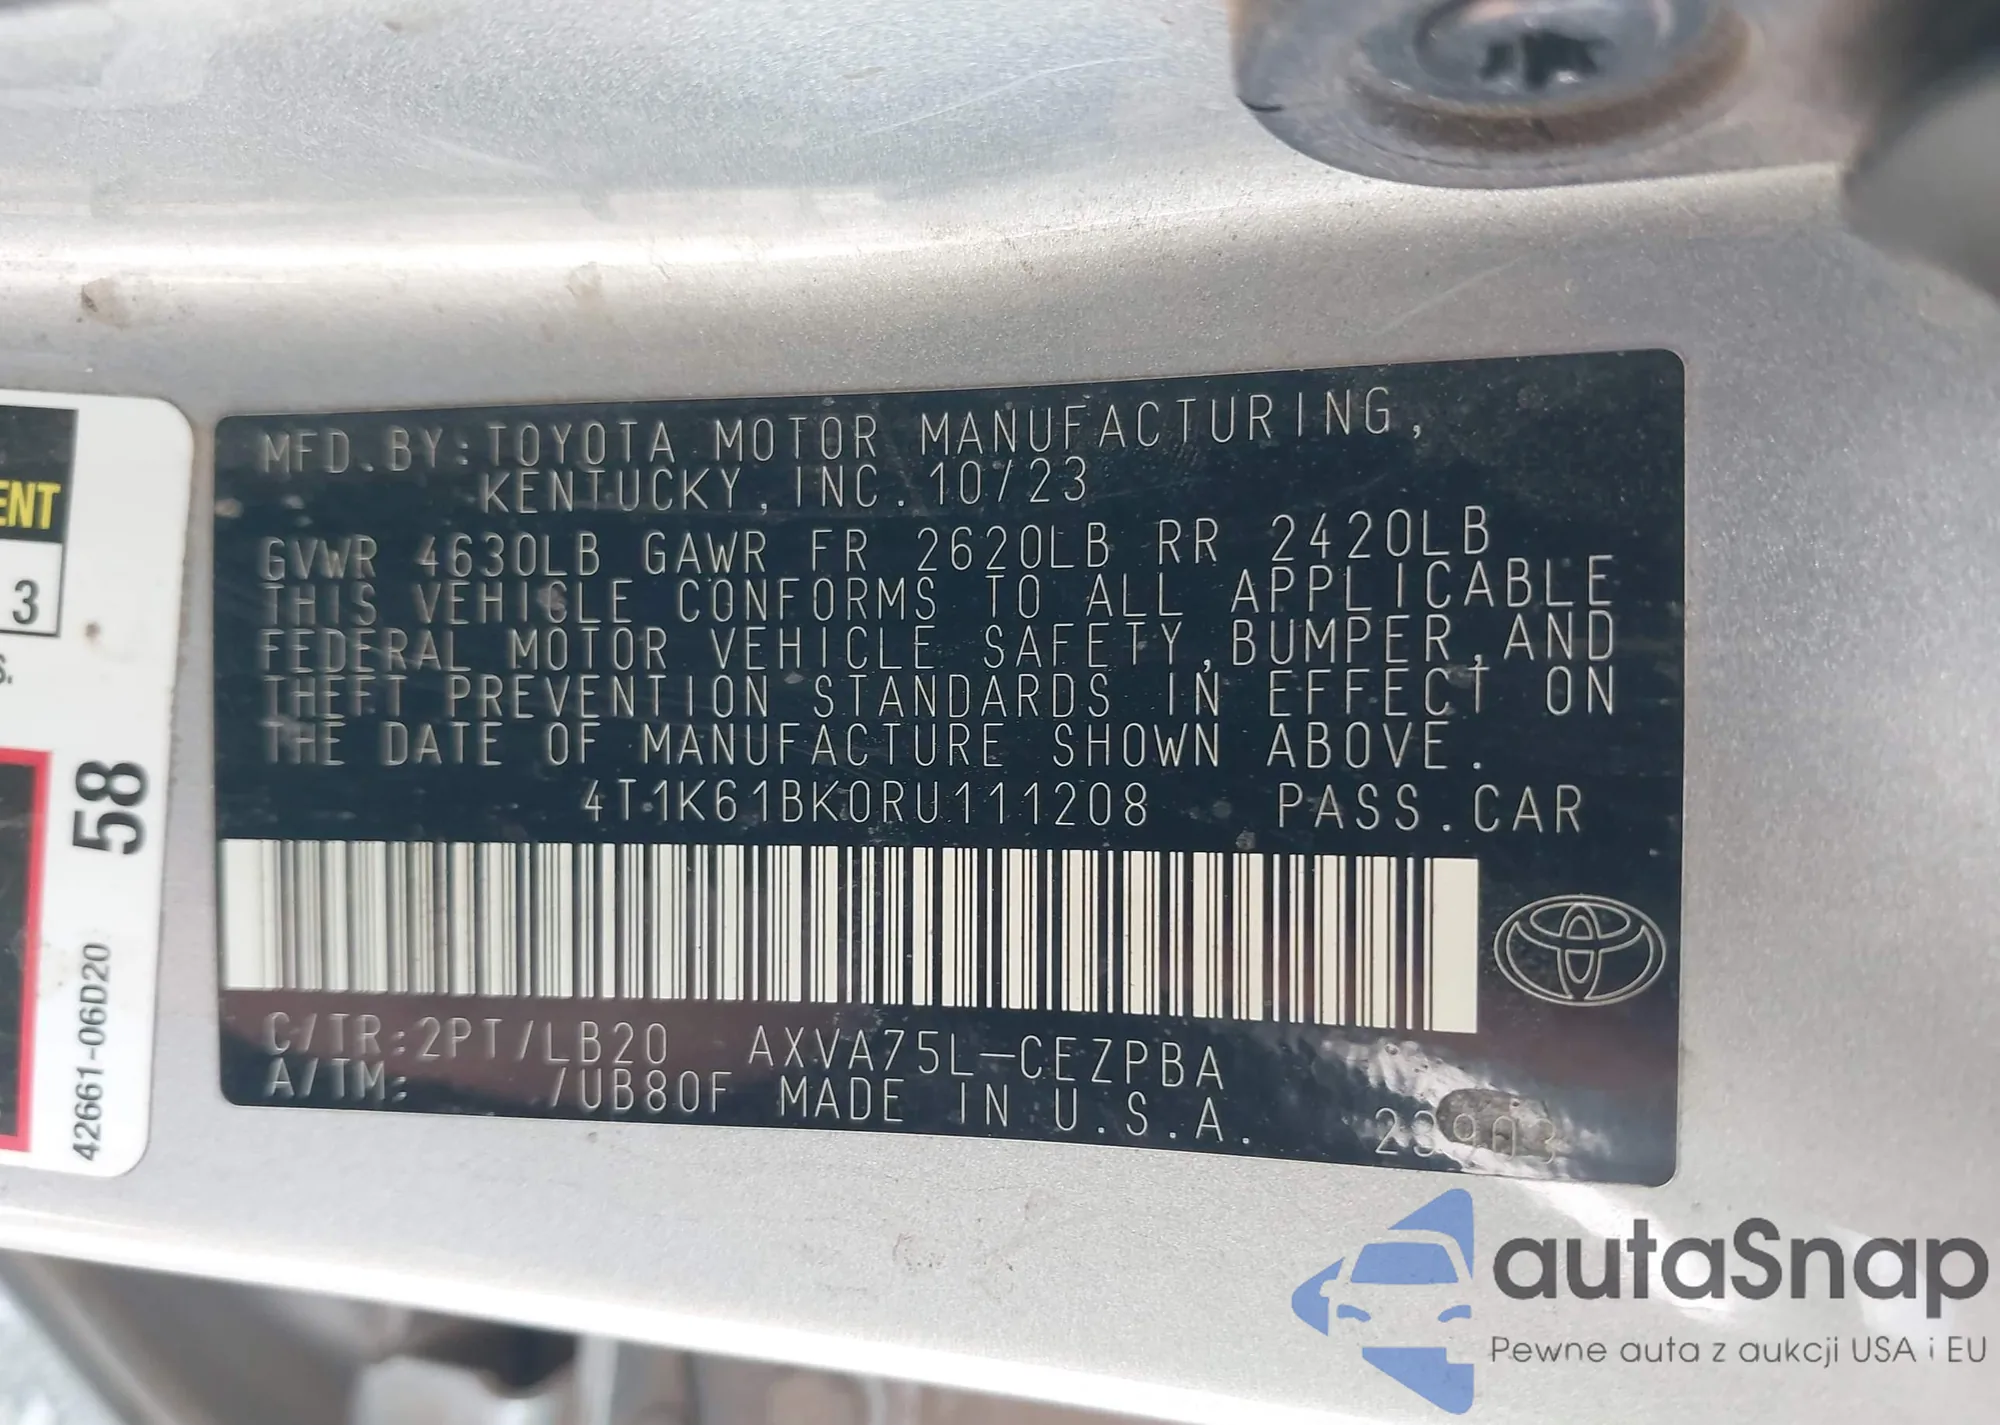 MFD.BY:TOYOTA MOTOR MANUFACTURING,
KENTUCKY, INC. 10/23
GVWR 4630LB GAWR FR 2620LB RR 2420LB
THIS VEHICLE CONFORMS TO ALL APPLICABLE
FEDERAL MOTOR VEHICLE SAFETY,BUMPER,AND
THEFT PREVENTION STANDARDS IN EFFECT ON
THE DATE OF MANUFACTURE SHOWN ABOVE.
4T1K61BK0RU111208 PASS.CAR
C/TR:2PT/LB20 AXVA75L-CEZPBA
A/TM: /UB80F MADE IN U.S.A.
23903
ENT
3
S.
58
42661-06D20
autaSnap
Pewne auta z aukcji USA i EU